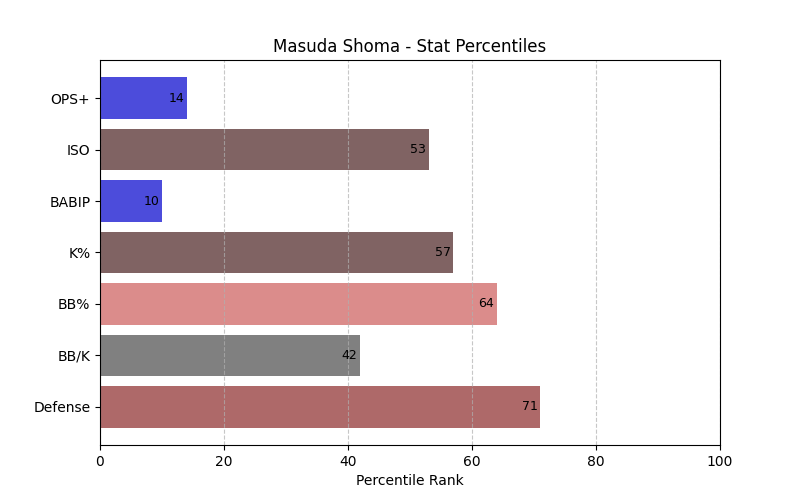 Masuda Shoma - Stat Percentiles
OPS+ 14
ISO 53
BABIP 10
K% 57
BB% 64
BB/K 42
Defense 71
0 20 40 60 80 100
Percentile Rank